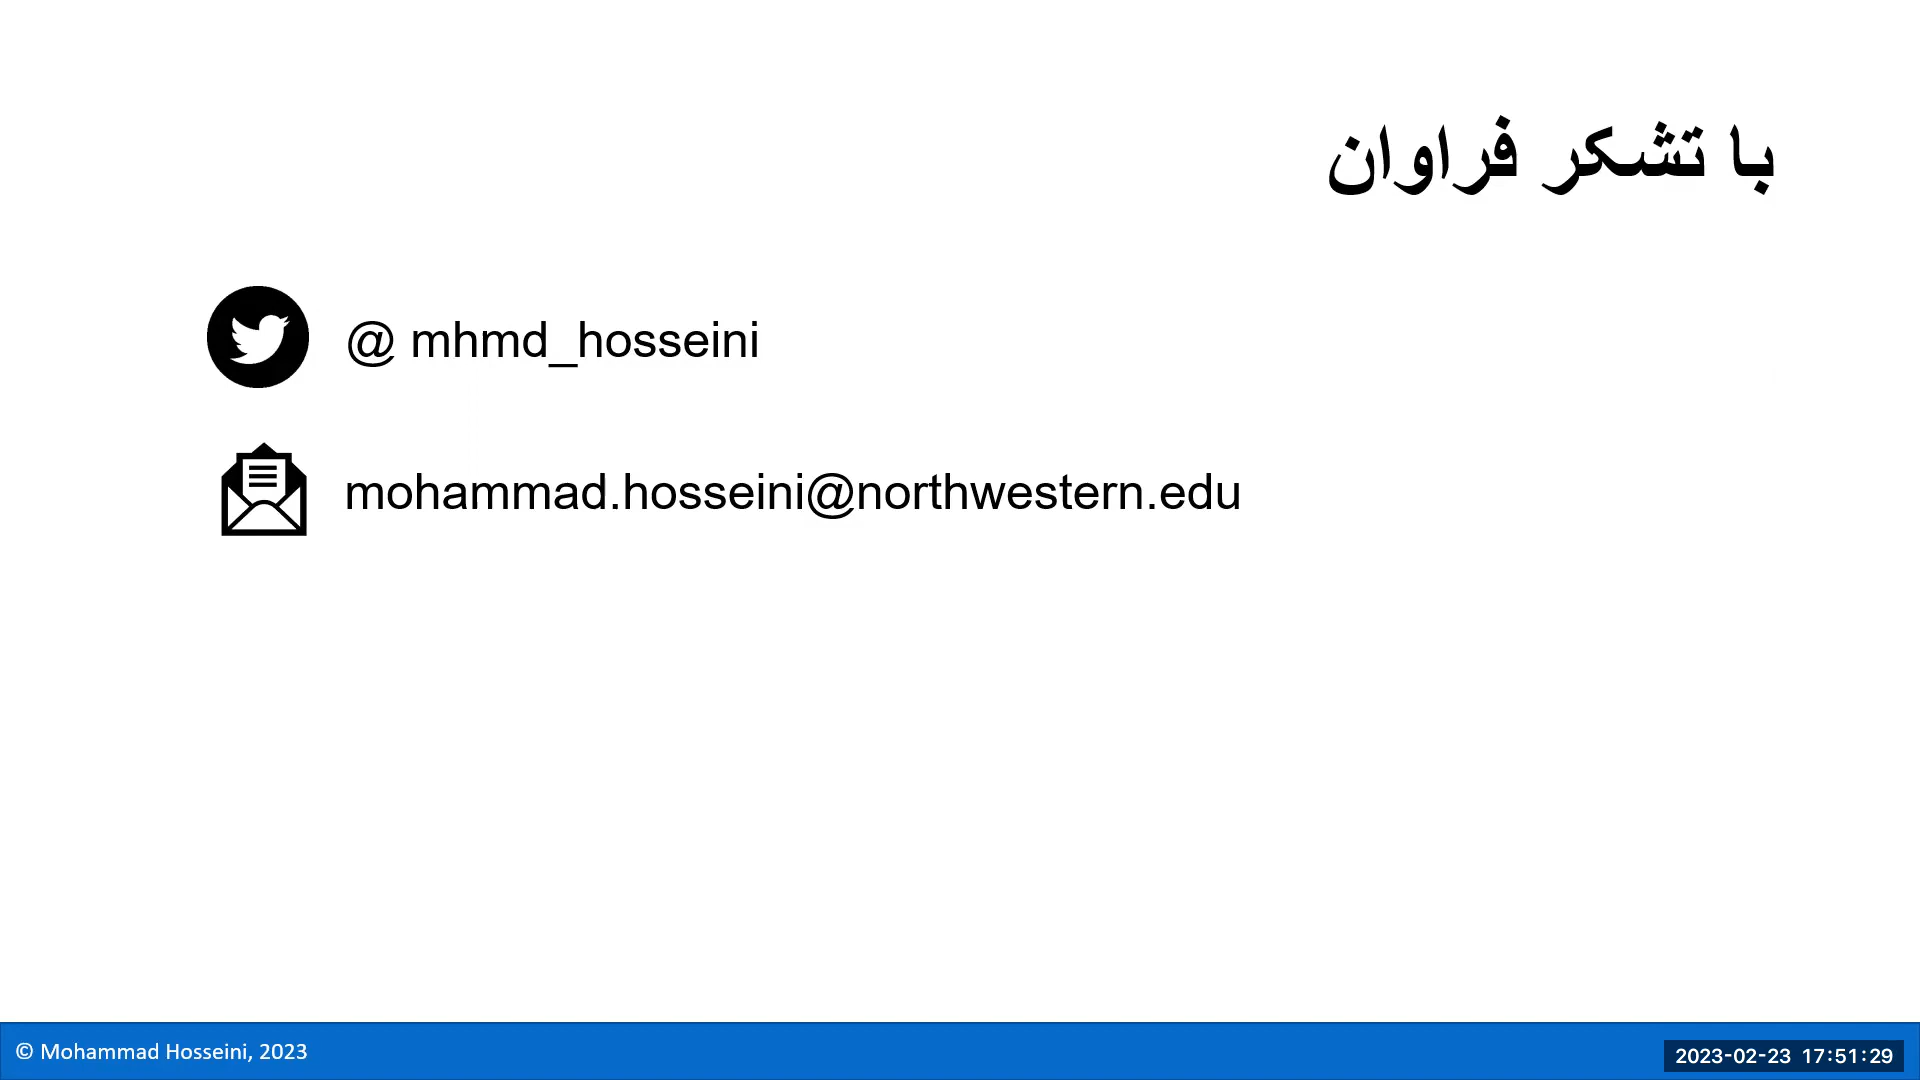 با تشکر فراوان
@ mhmd_hosseini
mohammad.hosseini@northwestern.edu
© Mohammad Hosseini, 2023
2023-02-23 17:51:29